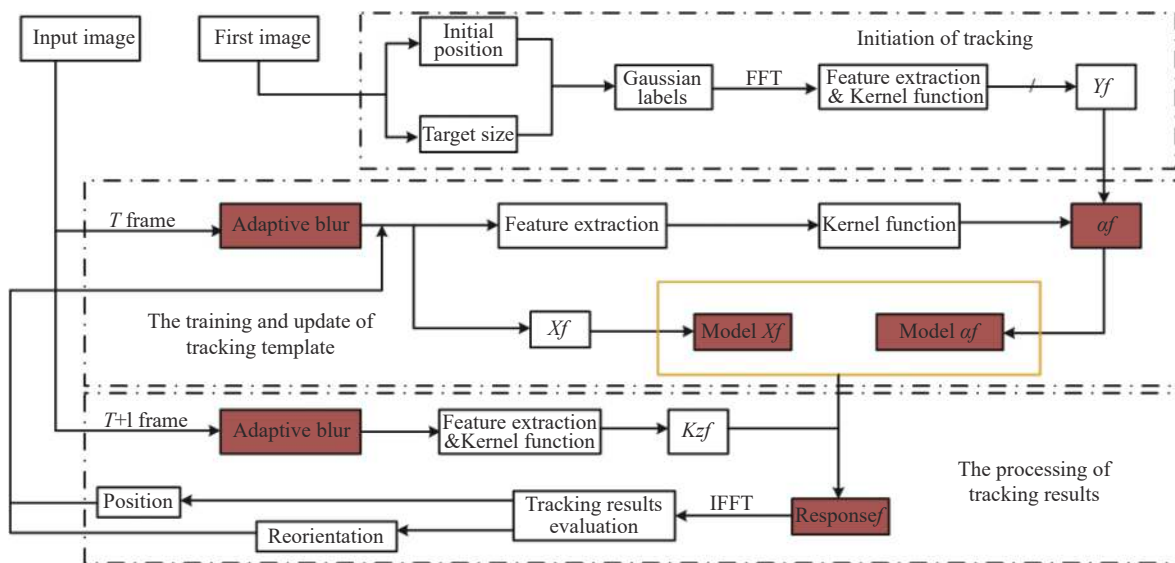 Input image
First image
Initial
position
Initiation of tracking
Gaussian
labels
FFT
Feature extraction
& Kernel function
Yf
Target size
T frame
Adaptive blur
Feature extraction
Kernel function
αf
The training and update of
tracking template
Xf
Model Xf
Model αf
T+l frame
Adaptive blur
Feature extraction
&Kernel function
Kzf
The processing of
tracking results
Position
Tracking results
evaluation
IFFT
Responsef
Reorientation